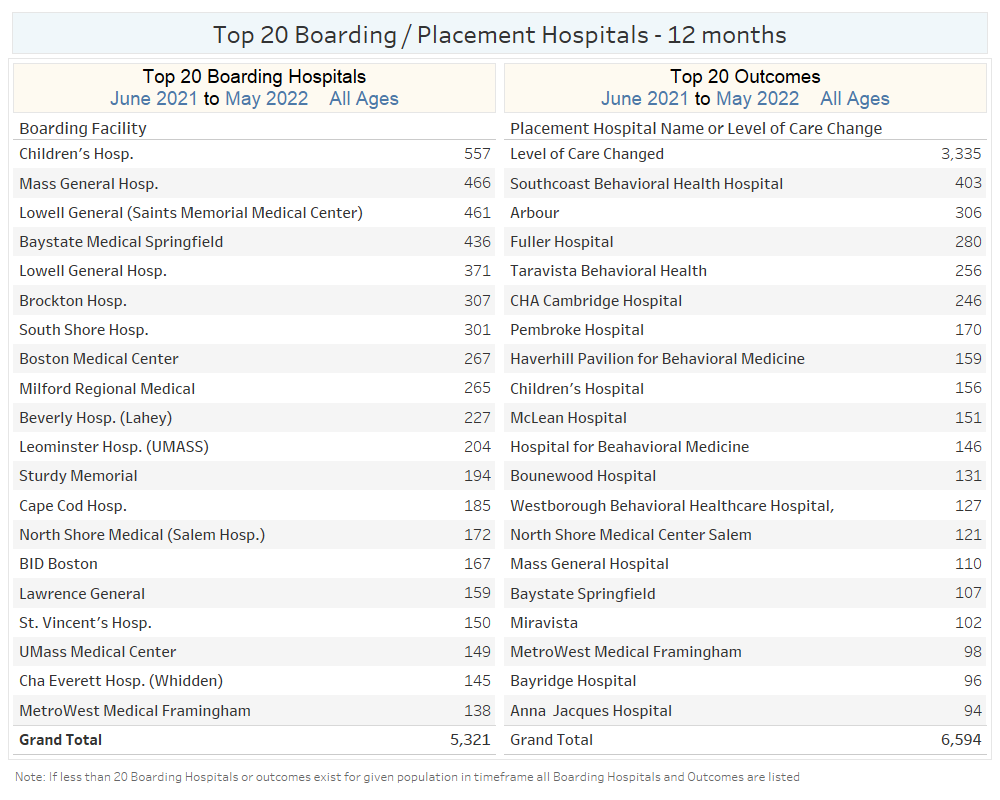 Top 20 Boarding / Placement Hospitals - 12 months
Top 20 Boarding Hospitals
June 2021 to May 2022 All Ages
Boarding Facility
Children's Hosp. 557
Mass General Hosp. 466
Lowell General (Saints Memorial Medical Center) 461
Baystate Medical Springfield 436
Lowell General Hosp. 371
Brockton Hosp. 307
South Shore Hosp. 301
Boston Medical Center 267
Milford Regional Medical 265
Beverly Hosp. (Lahey) 227
Leominster Hosp. (UMASS) 204
Sturdy Memorial 194
Cape Cod Hosp. 185
North Shore Medical (Salem Hosp.) 172
BID Boston 167
Lawrence General 159
St. Vincent's Hosp. 150
UMass Medical Center 149
Cha Everett Hosp. (Whidden) 145
MetroWest Medical Framingham 138
Grand Total 5,321
Top 20 Outcomes
June 2021 to May 2022 All Ages
Placement Hospital Name or Level of Care Change
Level of Care Changed 3,335
Southcoast Behavioral Health Hospital 403
Arbour 306
Fuller Hospital 280
Taravista Behavioral Health 256
CHA Cambridge Hospital 246
Pembroke Hospital 170
Haverhill Pavilion for Behavioral Medicine 159
Children's Hospital 156
McLean Hospital 151
Hospital for Beahavioral Medicine 146
Bounewood Hospital 131
Westborough Behavioral Healthcare Hospital, 127
North Shore Medical Center Salem 121
Mass General Hospital 110
Baystate Springfield 107
Miravista 102
MetroWest Medical Framingham 98
Bayridge Hospital 96
Anna  Jacques Hospital 94
Grand Total 6,594
Note: If less than 20 Boarding Hospitals or outcomes exist for given population in timeframe all Boarding Hospitals and Outcomes are listed